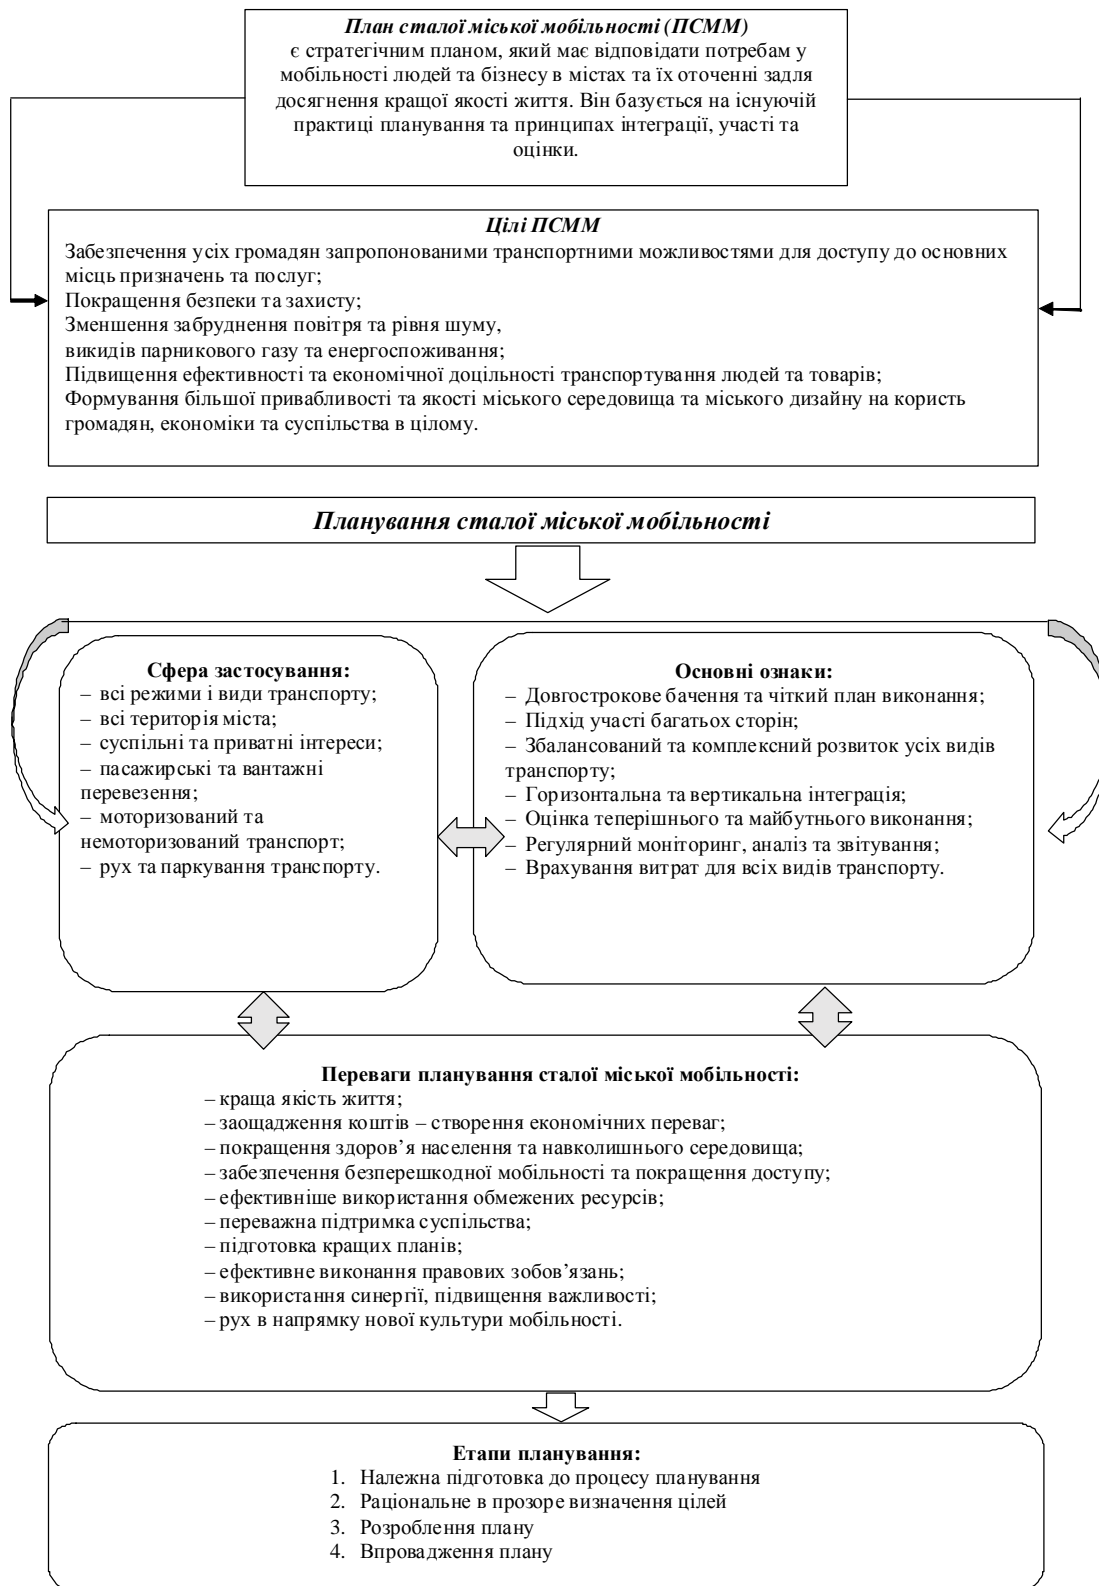 План сталої міської мобільності (ПСММ)
є стратегічним планом, який має відповідати потребам у
мобільності людей та бізнесу в містах та їх оточенні задля
досягнення кращої якості життя. Він базується на існуючій
практиці планування та принципах інтеграції, участі та
оцінки.
Цілі ПСММ
Забезпечення усіх громадян запропонованими транспортними можливостями для доступу до основних
місць призначень та послуг;
Покращення безпеки та захисту;
Зменшення забруднення повітря та рівня шуму,
викидів парникового газу та енергоспоживання;
Підвищення ефективності та економічної доцільності транспортування людей та товарів;
Формування більшої привабливості та якості міського середовища та міського дизайну на користь
громадян, економіки та суспільства в цілому.
Планування сталої міської мобільності
Сфера застосування:
– всі режими і види транспорту;
– всі територія міста;
– суспільні та приватні інтереси;
– пасажирські та вантажні
перевезення;
– моторизований та
немоторизований транспорт;
– рух та паркування транспорту.
Основні ознаки:
– Довгострокове бачення та чіткий план виконання;
– Підхід участі багатьох сторін;
– Збалансований та комплексний розвиток усіх видів
транспорту;
– Горизонтальна та вертикальна інтеграція;
– Оцінка теперішнього та майбутнього виконання;
– Регулярний моніторинг, аналіз та звітування;
– Врахування витрат для всіх видів транспорту.
Переваги планування сталої міської мобільності:
– краща якість життя;
– заощадження коштів – створення економічних переваг;
– покращення здоров’я населення та навколишнього середовища;
– забезпечення безперешкодної мобільності та покращення доступу;
– ефективніше використання обмежених ресурсів;
– переважна підтримка суспільства;
– підготовка кращих планів;
– ефективне виконання правових зобов’язань;
– використання синергії, підвищення важливості;
– рух в напрямку нової культури мобільності.
Етапи планування:
1. Належна підготовка до процесу планування
2. Раціональне в прозоре визначення цілей
3. Розроблення плану
4. Впровадження плану